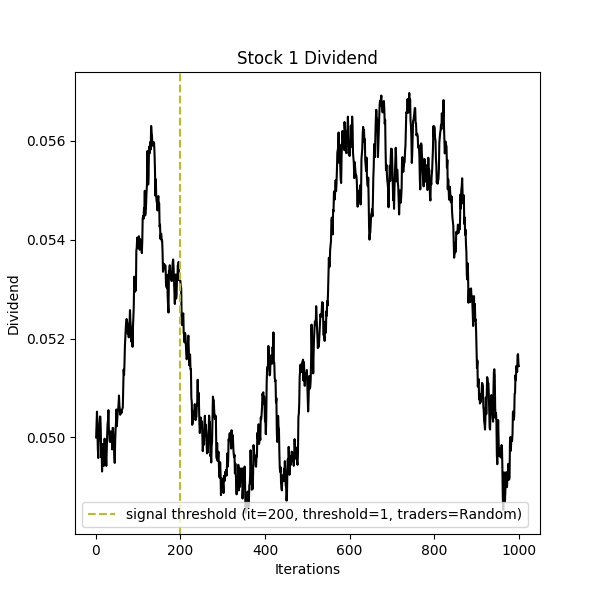 Stock 1 Dividend
Dividend
0.056
0.054
0.052
0.050
signal threshold (it=200, threshold=1, traders=Random)
0 200 400 600 800 1000
Iterations